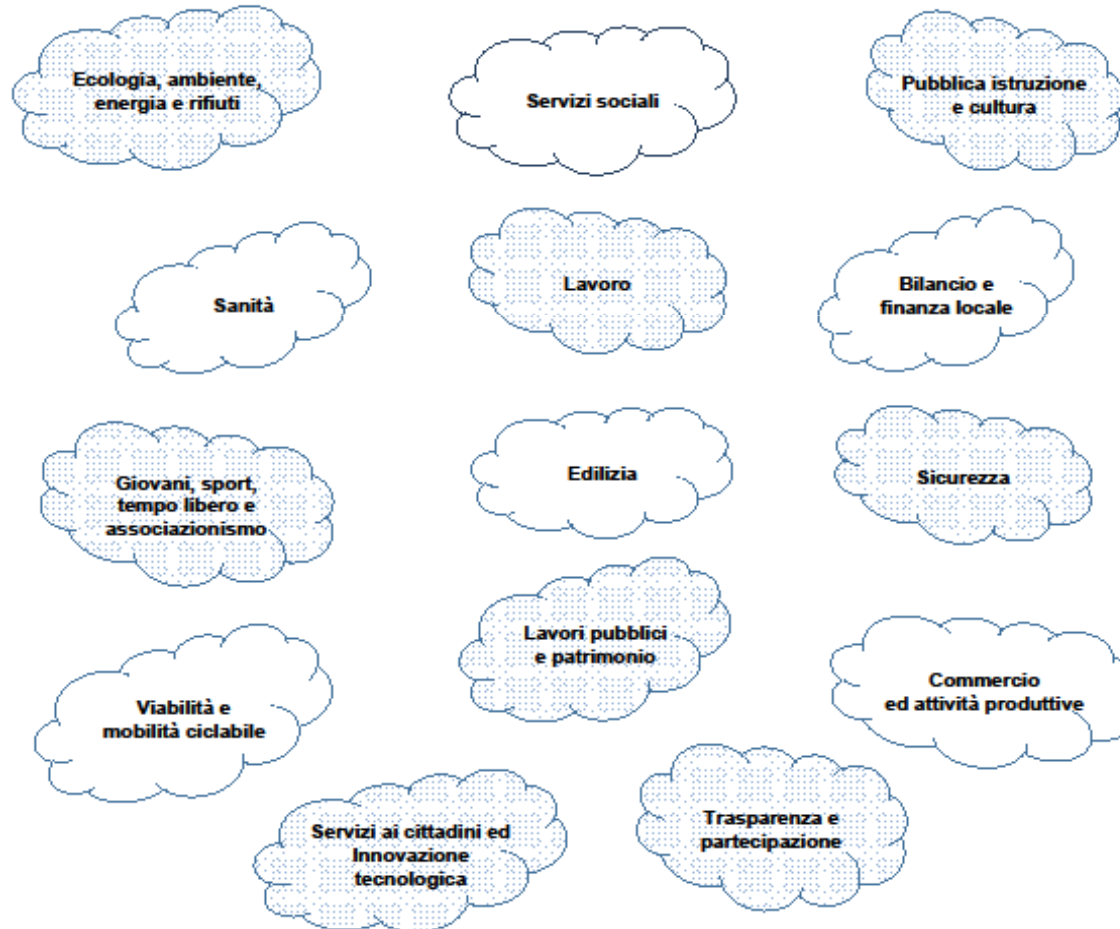 Ecologia, ambiente,
energia e rifiuti
Servizi sociali
Pubblica istruzione
e cultura
Sanità
Lavoro
Bilancio e
finanza locale
Giovani, sport,
tempo libero e
associazionismo
Edilizia
Sicurezza
Lavori pubblici
e patrimonio
Viabilità e
mobilità ciclabile
Commercio
ed attività produttive
Servizi ai cittadini ed
Innovazione
tecnologica
Trasparenza e
partecipazione